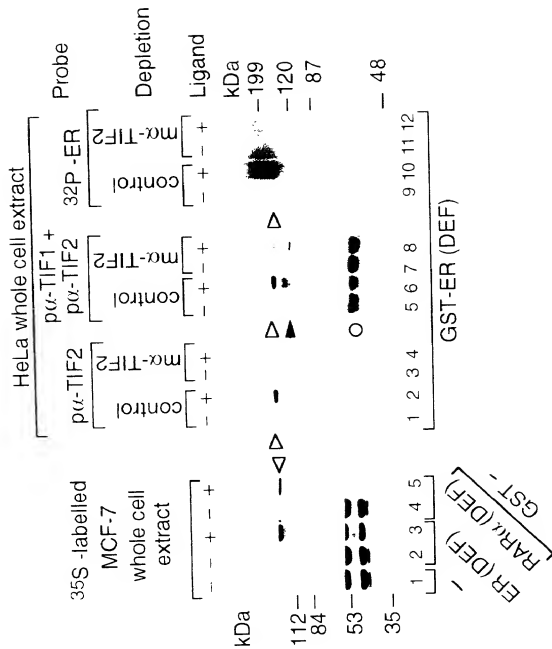 HeLa whole cell extract
³⁵S -labelled
MCF-7
whole cell
extract
pα-TIF2
pα-TIF1 +
pα-TIF2
³²P -ER
Probe
control
mα-TIF2
control
mα-TIF2
control
mα-TIF2
Depletion
– – + – +
– + – +
– + – +
– + – +
Ligand
kDa
112 –
84 –
53 –
35 –
kDa
– 199
– 120
– 87
– 48
1 2 3 4 5
1 2 3 4
5 6 7 8
9 10 11 12
–
ER (DEF)
RARα (DEF)
GST -
GST-ER (DEF)